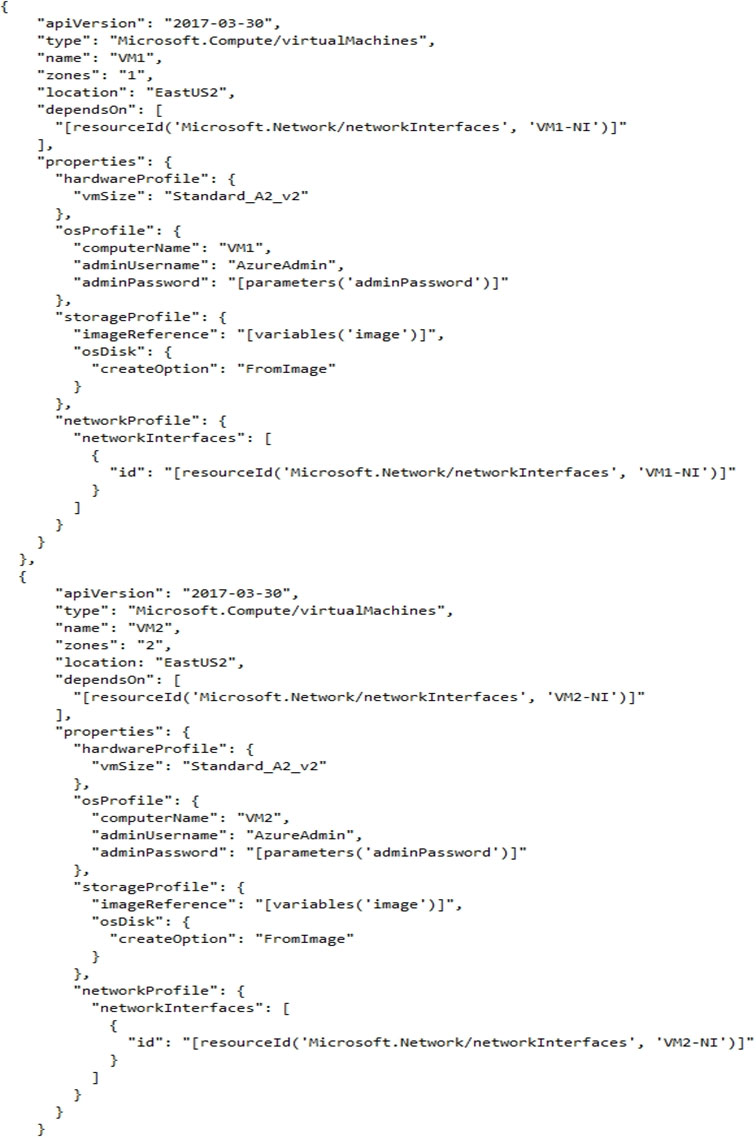 {
"apiVersion": "2017-03-30",
"type": "Microsoft.Compute/virtualMachines",
"name": "VM1",
"zones": "1",
"location": "EastUS2",
"dependsOn": [
"[resourceId('Microsoft.Network/networkInterfaces', 'VM1-NI')]"
],
"properties": {
"hardwareProfile": {
"vmSize": "Standard_A2_v2"
},
"osProfile": {
"computerName": "VM1",
"adminUsername": "AzureAdmin",
"adminPassword": "[parameters('adminPassword')]"
},
"storageProfile": {
"imageReference": "[variables('image')]",
"osDisk": {
"createOption": "FromImage"
}
},
"networkProfile": {
"networkInterfaces": [
{
"id": "[resourceId('Microsoft.Network/networkInterfaces', 'VM1-NI')]"
}
]
}
}
},
{
"apiVersion": "2017-03-30",
"type": "Microsoft.Compute/virtualMachines",
"name": "VM2",
"zones": "2",
"location: "EastUS2",
"dependsOn": [
"[resourceId('Microsoft.Network/networkInterfaces', 'VM2-NI')]"
],
"properties": {
"hardwareProfile": {
"vmSize": "Standard_A2_v2"
},
"osProfile": {
"computerName": "VM2",
"adminUsername": "AzureAdmin",
"adminPassword": "[parameters('adminPassword')]"
},
"storageProfile": {
"imageReference": "[variables('image')]",
"osDisk": {
"createOption": "FromImage"
}
},
"networkProfile": {
"networkInterfaces": [
{
"id": "[resourceId('Microsoft.Network/networkInterfaces', 'VM2-NI')]"
}
]
}
}
}